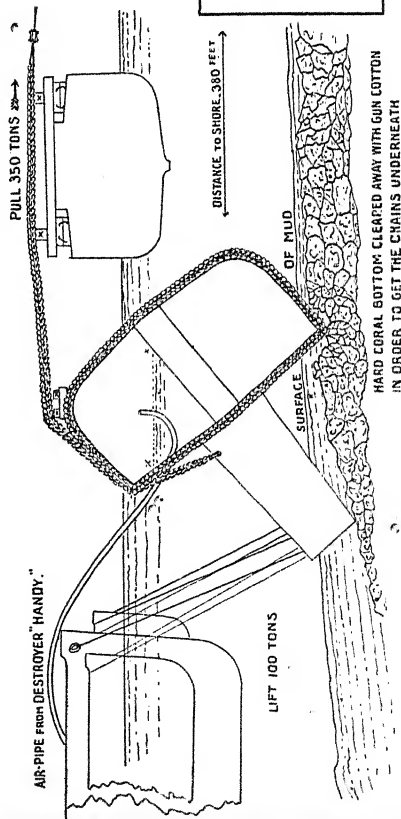 AIR-PIPE FROM DESTROYER "HANDY."
PULL 350 TONS
DISTANCE TO SHORE, 380 FEET
LIFT 100 TONS
SURFACE OF MUD
HARD CORAL BOTTOM CLEAPED AWAY WITH GUN COTTON
IN ORDER TO GET THE CHAINS UNDERNEATH